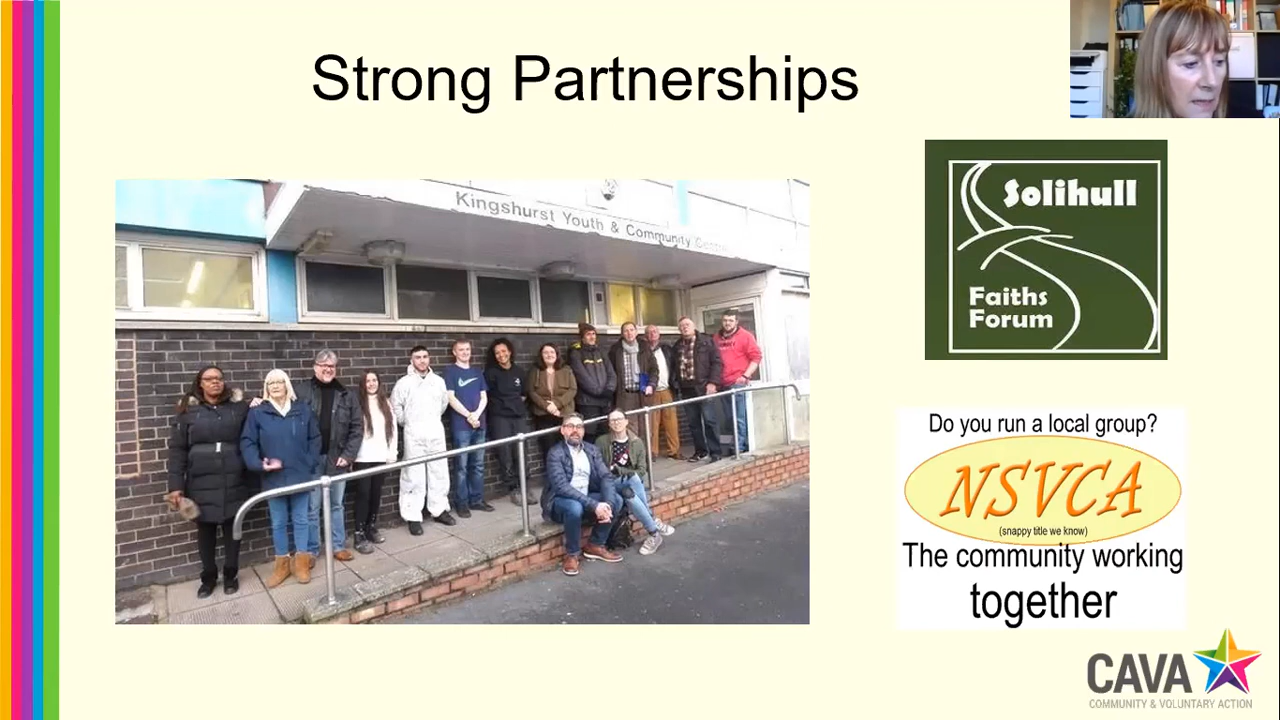 Strong Partnerships
Kingshurst Youth & Community Centre
Solihull
Faiths
Forum
Do you run a local group?
NSVCA
(snappy title we know)
The community working
together
CAVA
COMMUNITY & VOLUNTARY ACTION